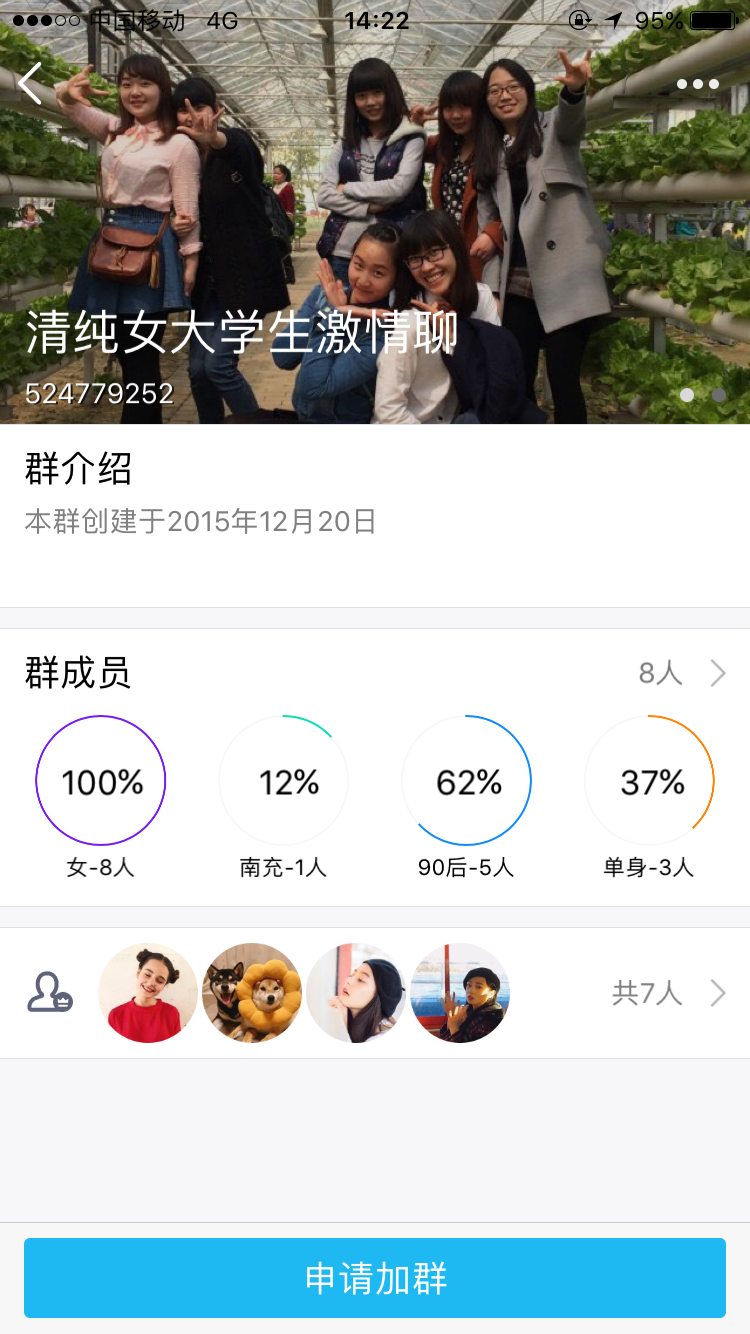 中国移动 4G 14:22 95%
清纯女大学生激情聊
524779252
群介绍
本群创建于2015年12月20日
群成员 8人
100% 12% 62% 37%
女-8人 南充-1人 90后-5人 单身-3人
共7人
申请加群